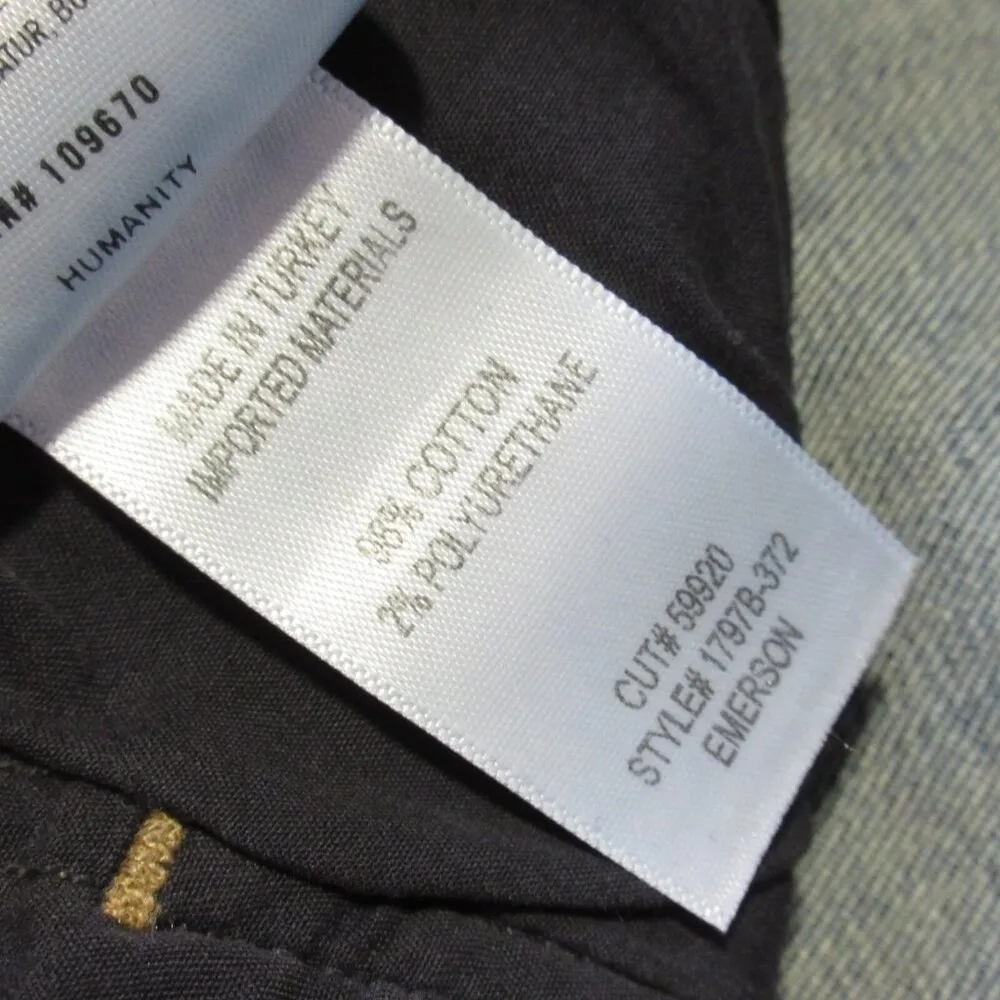 109670
HUMANITY
MADE IN TURKEY
IMPORTED MATERIALS
98% COTTON
2% POLYURETHANE
CUT# 59920
STYLE# 1797B-372
EMERSON